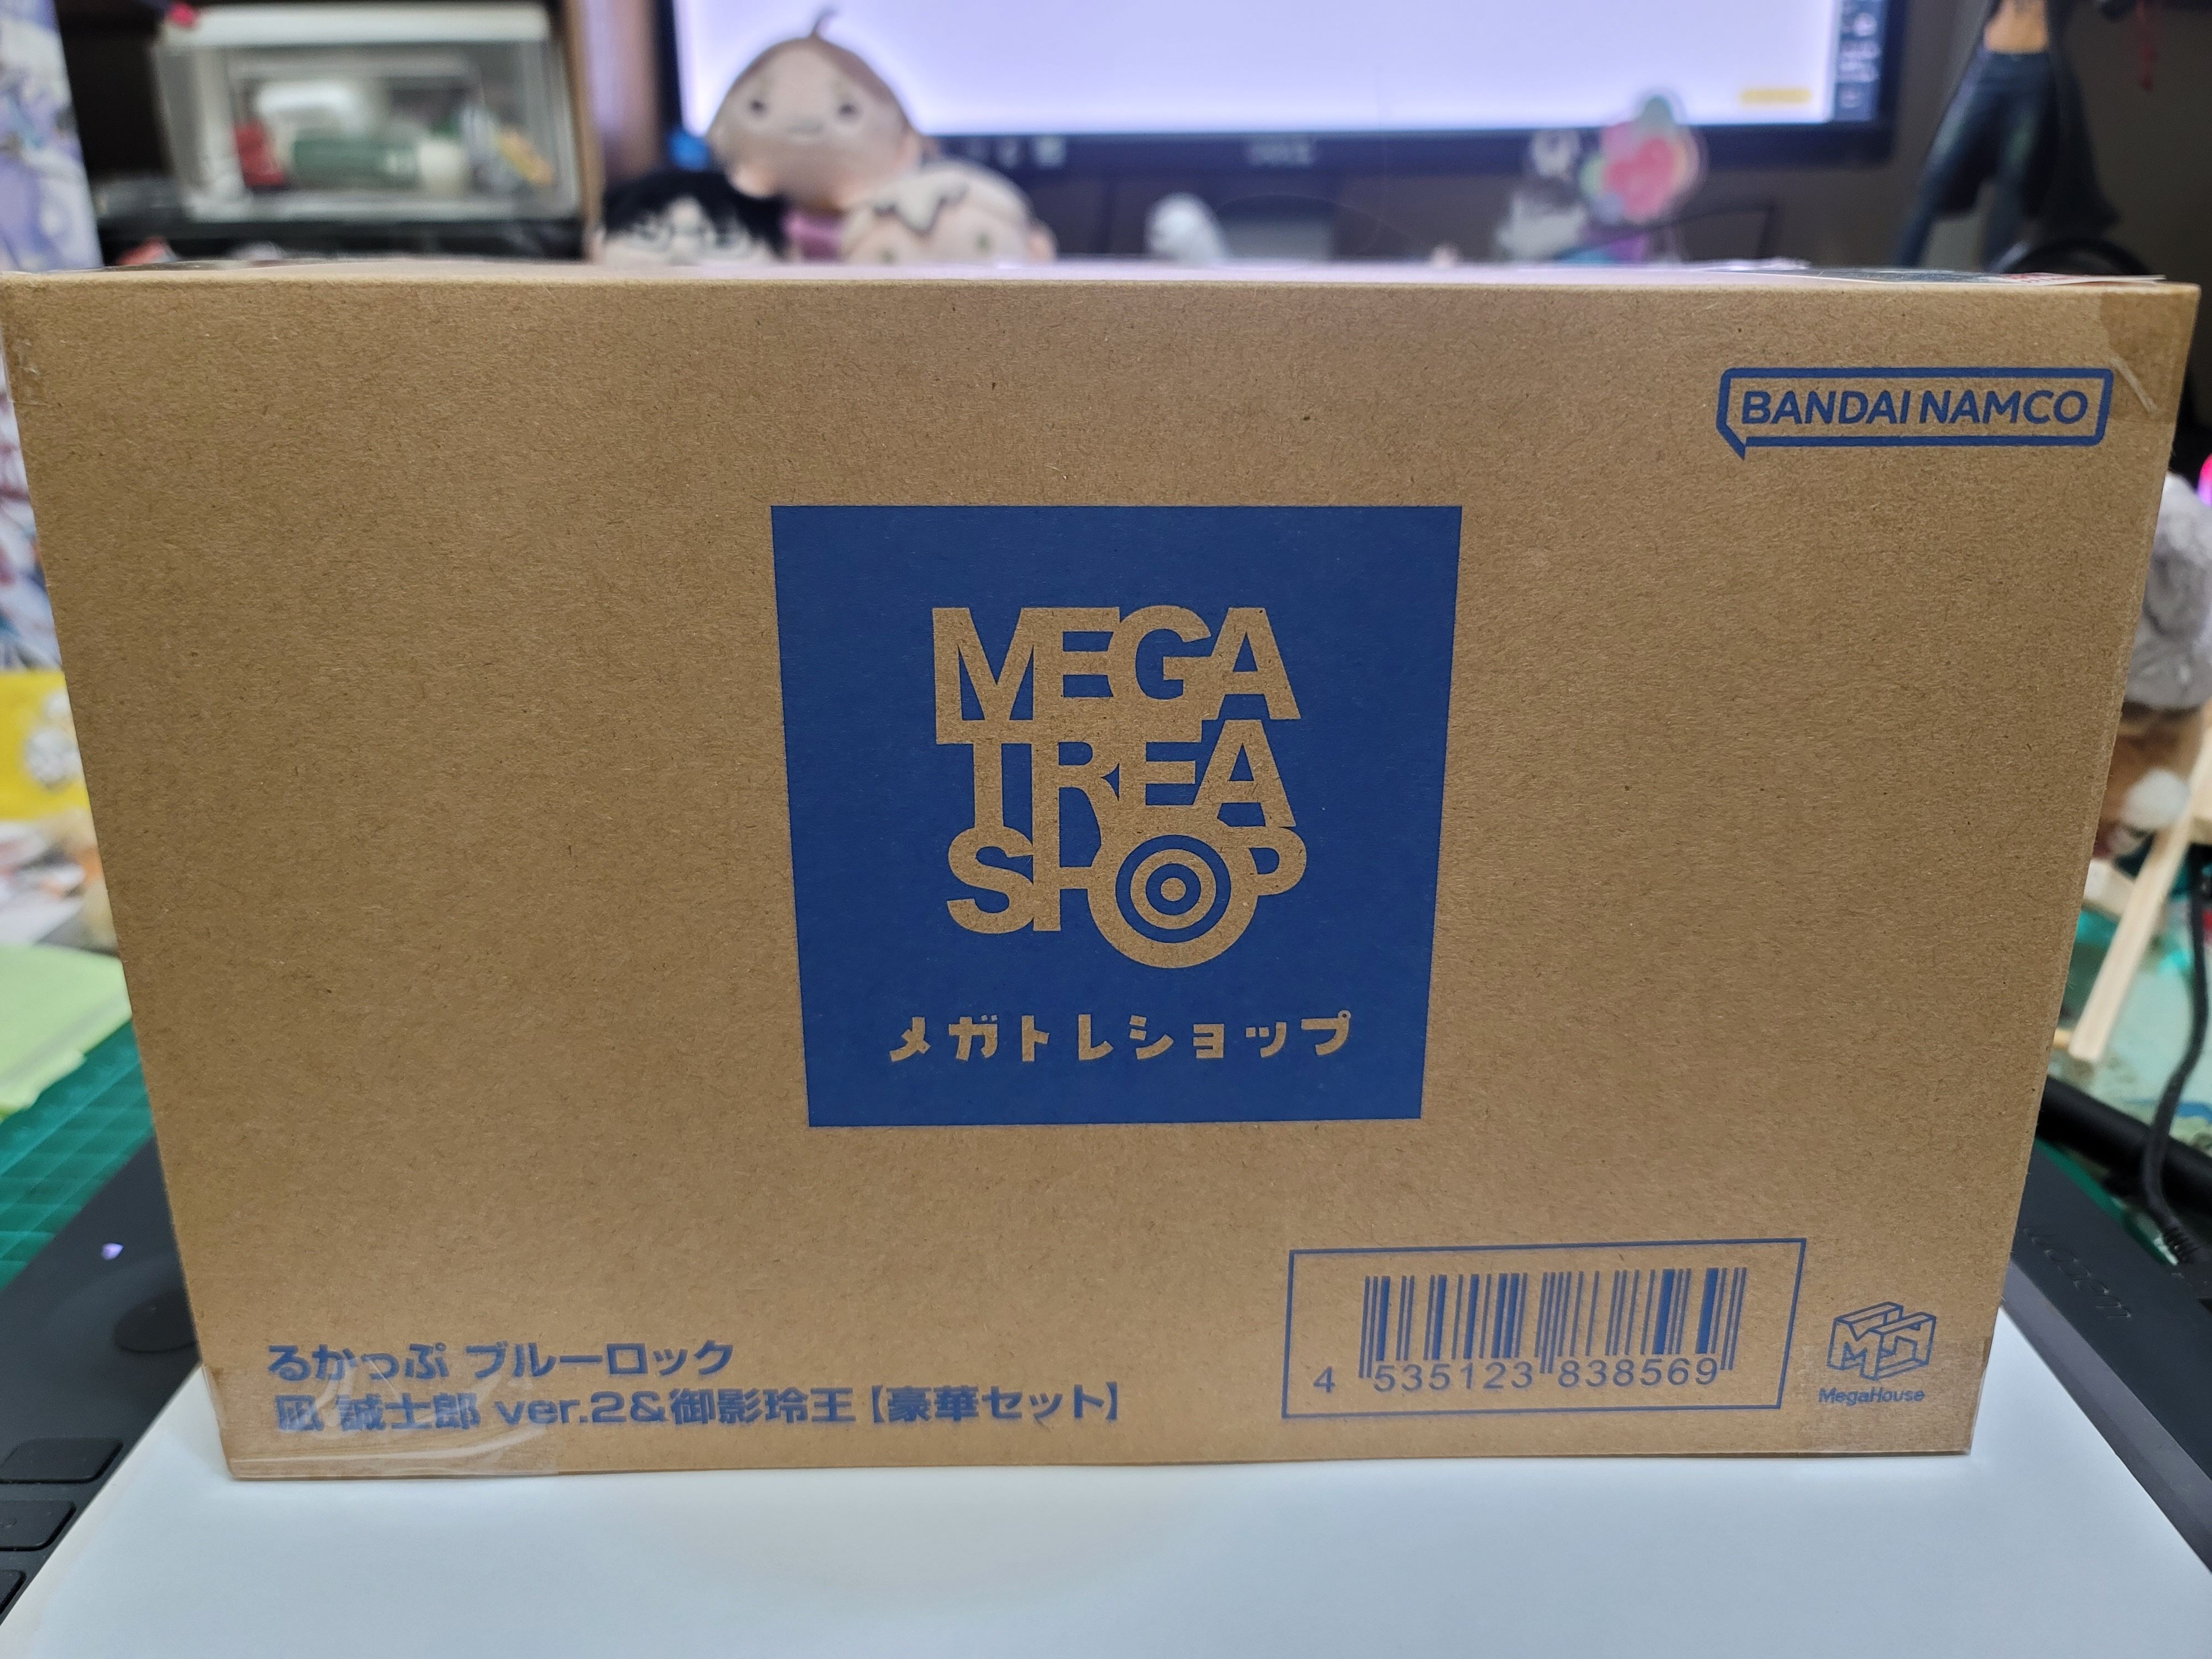 BANDAI NAMCO
MEGA
TREA
SHOP
メガトレショップ
るかっぷ ブルーロック
凪 誠士郎 ver.2&御影玲王【豪華セット】
4 535123 838569
MH
MegaHouse
wacom